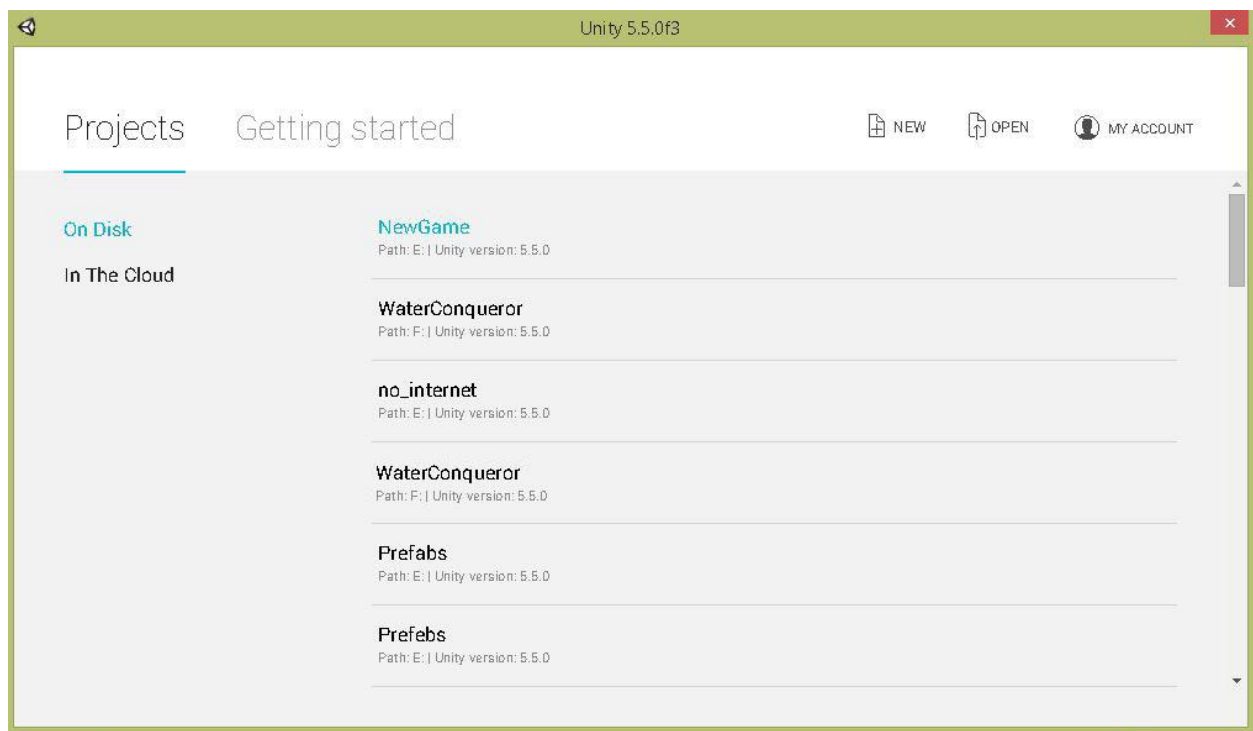 Unity 5.5.0f3
Projects Getting started NEW OPEN MY ACCOUNT
On Disk
In The Cloud
NewGame
Path: E: | Unity version: 5.5.0
WaterConqueror
Path: F: | Unity version: 5.5.0
no_internet
Path: E: | Unity version: 5.5.0
WaterConqueror
Path: F: | Unity version: 5.5.0
Prefabs
Path: E: | Unity version: 5.5.0
Prefebs
Path: E: | Unity version: 5.5.0